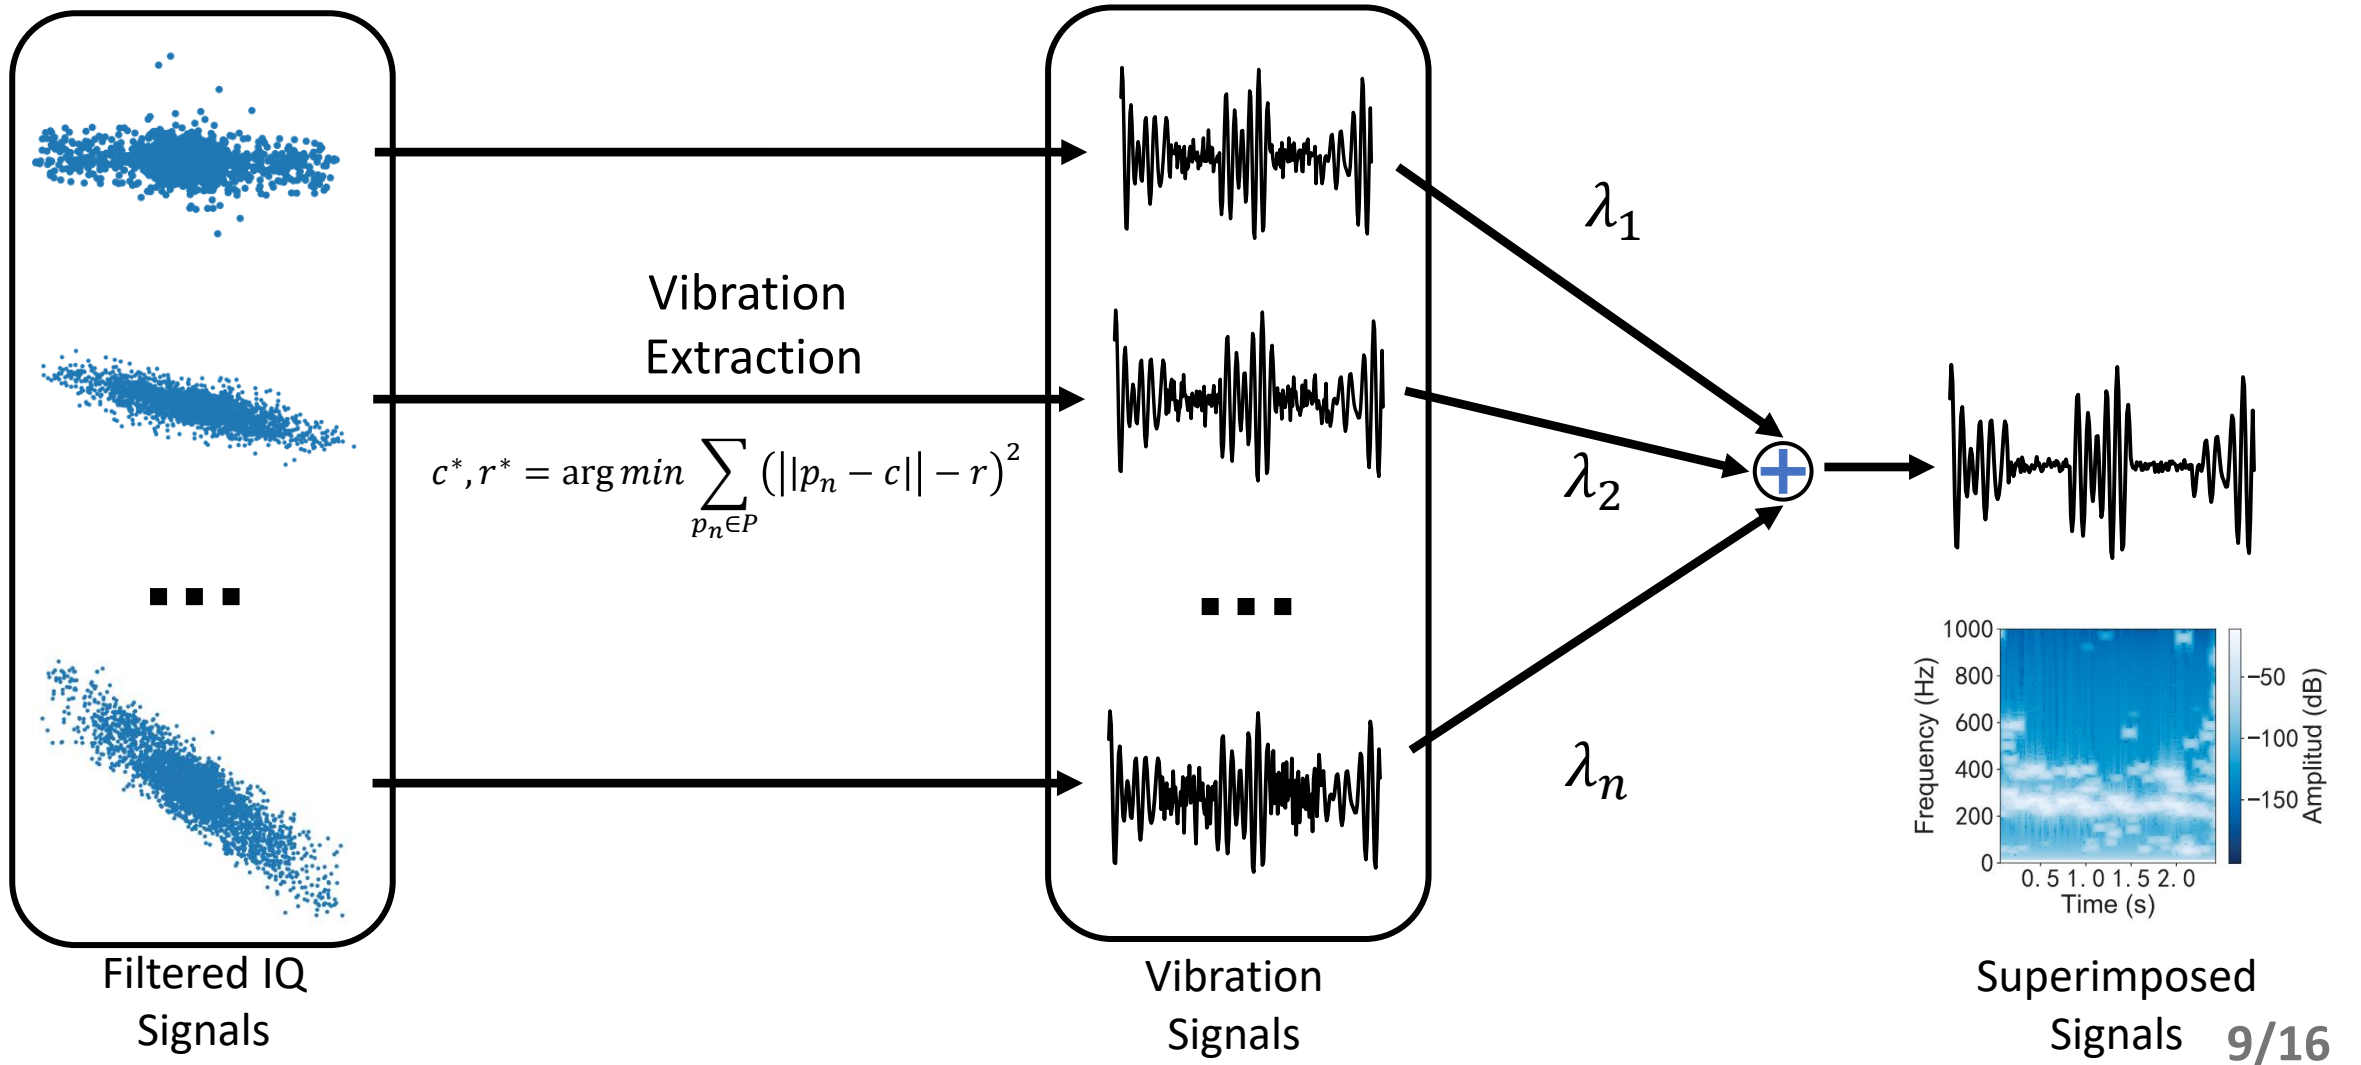 Vibration
Extraction
c*, r* = arg min ∑ (||pₙ − c|| − r)²
pₙ∈P
λ₁
λ₂
λₙ
1000
800
600
400
200
0
Frequency (Hz)
0.5 1.0 1.5 2.0
Time (s)
−50
−100
−150
Amplitud (dB)
Filtered IQ
Signals
Vibration
Signals
Superimposed
Signals
9/16